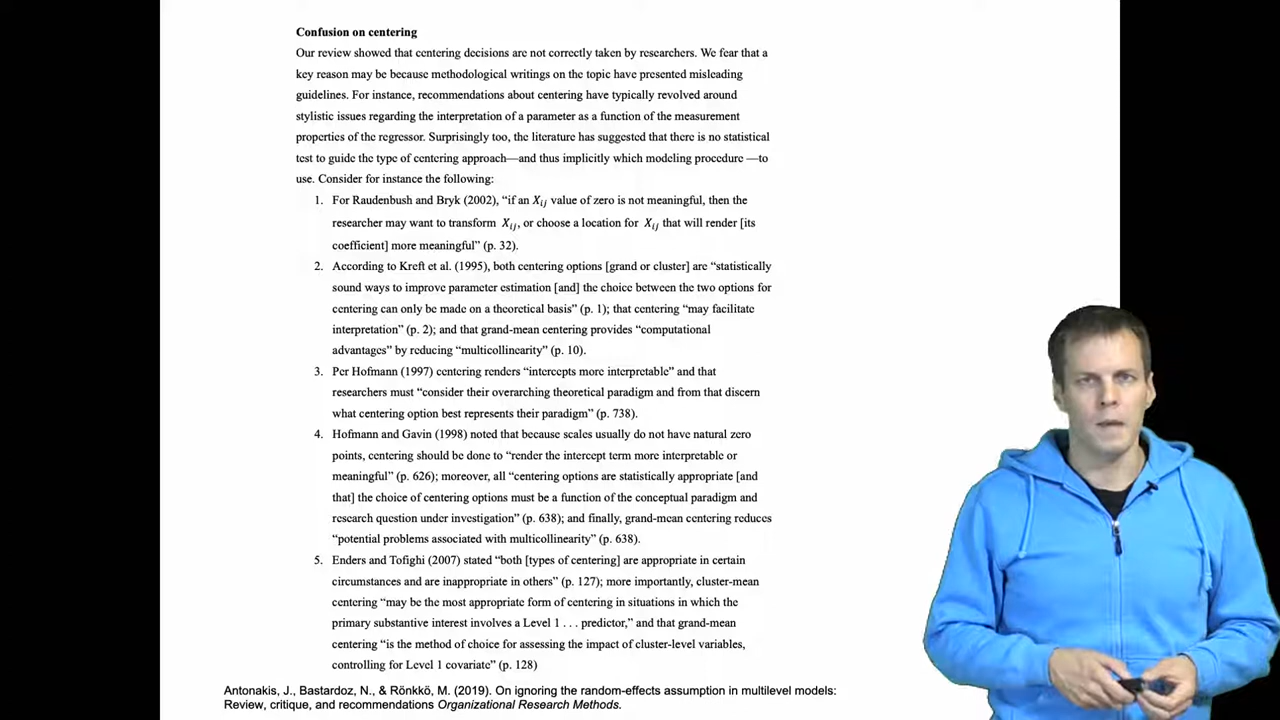 Confusion on centering
Our review showed that centering decisions are not correctly taken by researchers. We fear that a
key reason may be because methodological writings on the topic have presented misleading
guidelines. For instance, recommendations about centering have typically revolved around
stylistic issues regarding the interpretation of a parameter as a function of the measurement
properties of the regressor. Surprisingly too, the literature has suggested that there is no statistical
test to guide the type of centering approach—and thus implicitly which modeling procedure —to
use. Consider for instance the following:
1. For Raudenbush and Bryk (2002), “if an Xij value of zero is not meaningful, then the
researcher may want to transform Xij, or choose a location for Xij that will render [its
coefficient] more meaningful” (p. 32).
2. According to Kreft et al. (1995), both centering options [grand or cluster] are “statistically
sound ways to improve parameter estimation [and] the choice between the two options for
centering can only be made on a theoretical basis” (p. 1); that centering “may facilitate
interpretation” (p. 2); and that grand-mean centering provides “computational
advantages” by reducing “multicollinearity” (p. 10).
3. Per Hofmann (1997) centering renders “intercepts more interpretable” and that
researchers must “consider their overarching theoretical paradigm and from that discern
what centering option best represents their paradigm” (p. 738).
4. Hofmann and Gavin (1998) noted that because scales usually do not have natural zero
points, centering should be done to “render the intercept term more interpretable or
meaningful” (p. 626); moreover, all “centering options are statistically appropriate [and
that] the choice of centering options must be a function of the conceptual paradigm and
research question under investigation” (p. 638); and finally, grand-mean centering reduces
“potential problems associated with multicollinearity” (p. 638).
5. Enders and Tofighi (2007) stated “both [types of centering] are appropriate in certain
circumstances and are inappropriate in others” (p. 127); more importantly, cluster-mean
centering “may be the most appropriate form of centering in situations in which the
primary substantive interest involves a Level 1 . . . predictor,” and that grand-mean
centering “is the method of choice for assessing the impact of cluster-level variables,
controlling for Level 1 covariate” (p. 128)
Antonakis, J., Bastardoz, N., & Rönkkö, M. (2019). On ignoring the random-effects assumption in multilevel models:
Review, critique, and recommendations Organizational Research Methods.